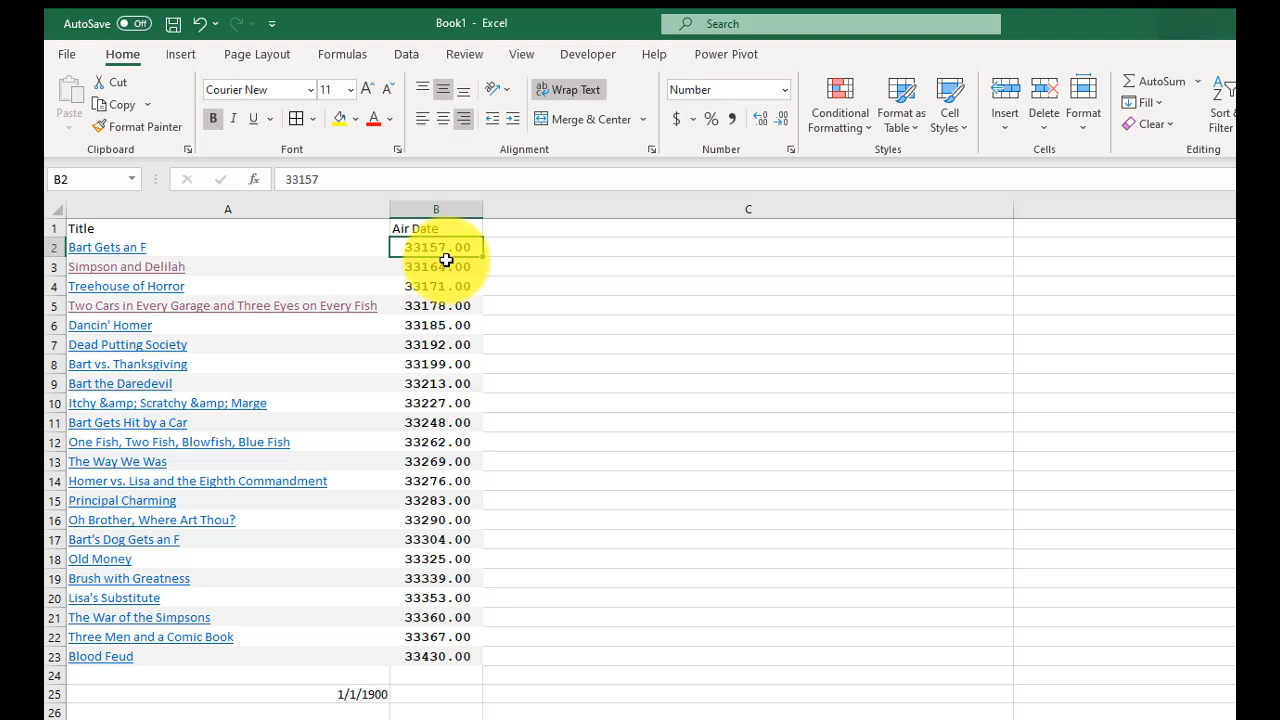 AutoSave Off Book1 - Excel Search
File Home Insert Page Layout Formulas Data Review View Developer Help Power Pivot
Paste Cut Copy Format Painter
Courier New 11
B I U A
ab Wrap Text
Merge & Center
Number
$ % ,
Conditional Formatting Format as Table Cell Styles
Insert Delete Format
AutoSum Fill Clear
Sort & Filter
Clipboard Font Alignment Number Styles Cells Editing
B2 fx 33157
A B C
1 Title Air Date
2 Bart Gets an F 33157.00
3 Simpson and Delilah 33164.00
4 Treehouse of Horror 33171.00
5 Two Cars in Every Garage and Three Eyes on Every Fish 33178.00
6 Dancin' Homer 33185.00
7 Dead Putting Society 33192.00
8 Bart vs. Thanksgiving 33199.00
9 Bart the Daredevil 33213.00
10 Itchy &amp; Scratchy &amp; Marge 33227.00
11 Bart Gets Hit by a Car 33248.00
12 One Fish, Two Fish, Blowfish, Blue Fish 33262.00
13 The Way We Was 33269.00
14 Homer vs. Lisa and the Eighth Commandment 33276.00
15 Principal Charming 33283.00
16 Oh Brother, Where Art Thou? 33290.00
17 Bart's Dog Gets an F 33304.00
18 Old Money 33325.00
19 Brush with Greatness 33339.00
20 Lisa's Substitute 33353.00
21 The War of the Simpsons 33360.00
22 Three Men and a Comic Book 33367.00
23 Blood Feud 33430.00
24
25 1/1/1900
26